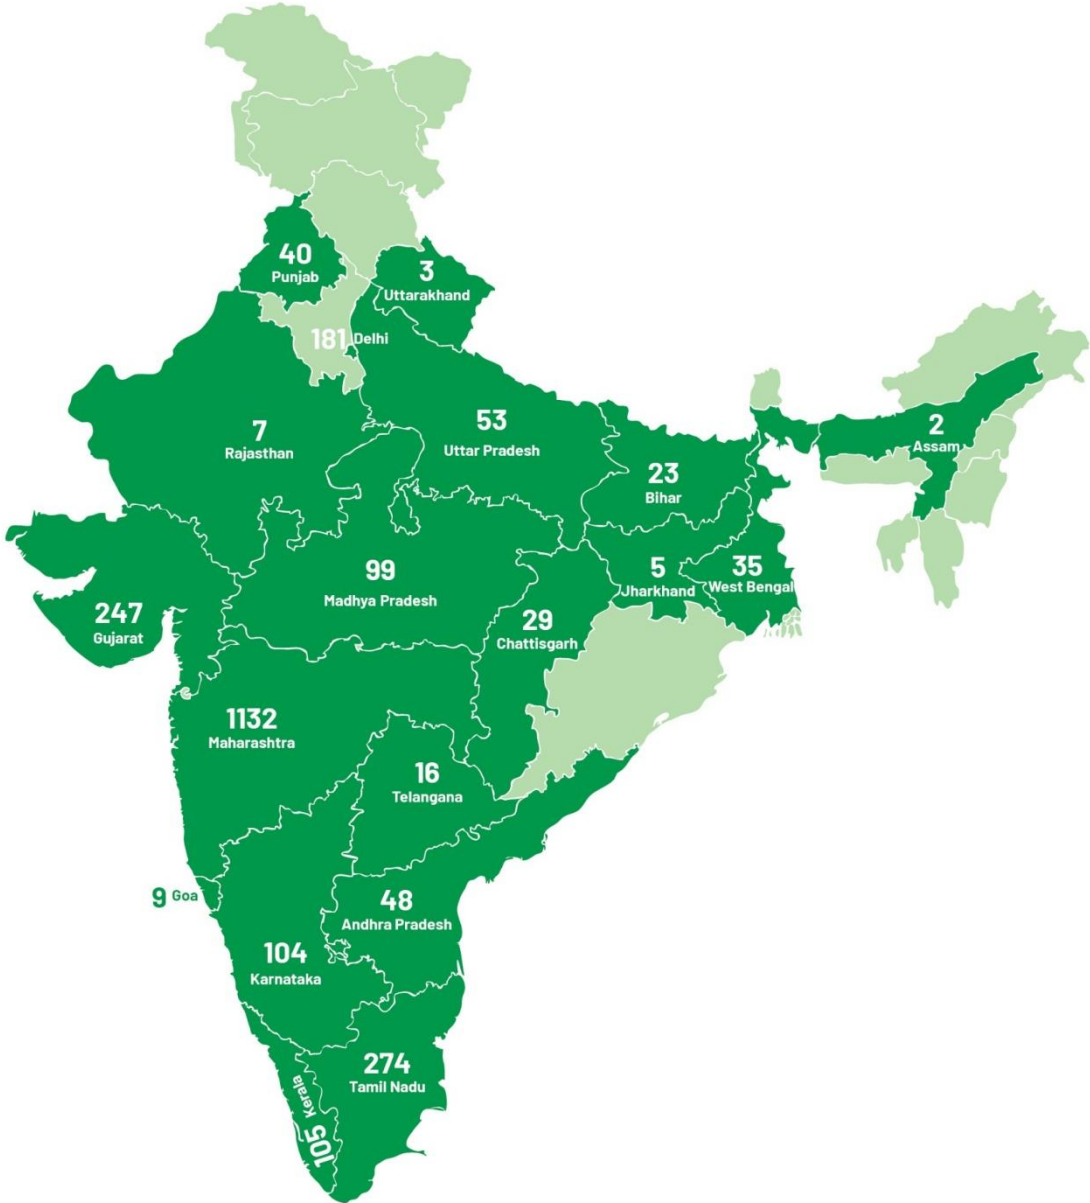 40
Punjab
3
Uttarakhand
181 Delhi
7
Rajasthan
53
Uttar Pradesh
2
Assam
23
Bihar
99
Madhya Pradesh
5
Jharkhand
35
West Bengal
247
Gujarat
29
Chattisgarh
1132
Maharashtra
16
Telangana
9 Goa
48
Andhra Pradesh
104
Karnataka
274
Tamil Nadu
105 Kerala